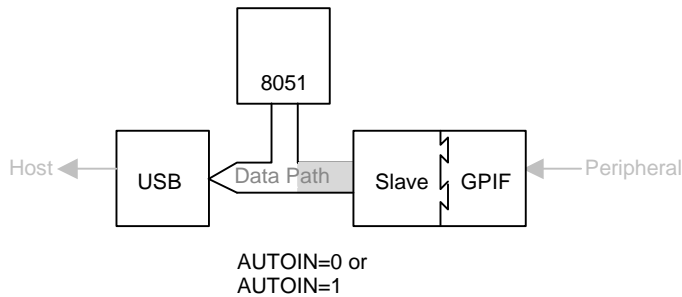 8051
Host
USB
Data Path
Slave
GPIF
Peripheral
AUTOIN=0 or
AUTOIN=1